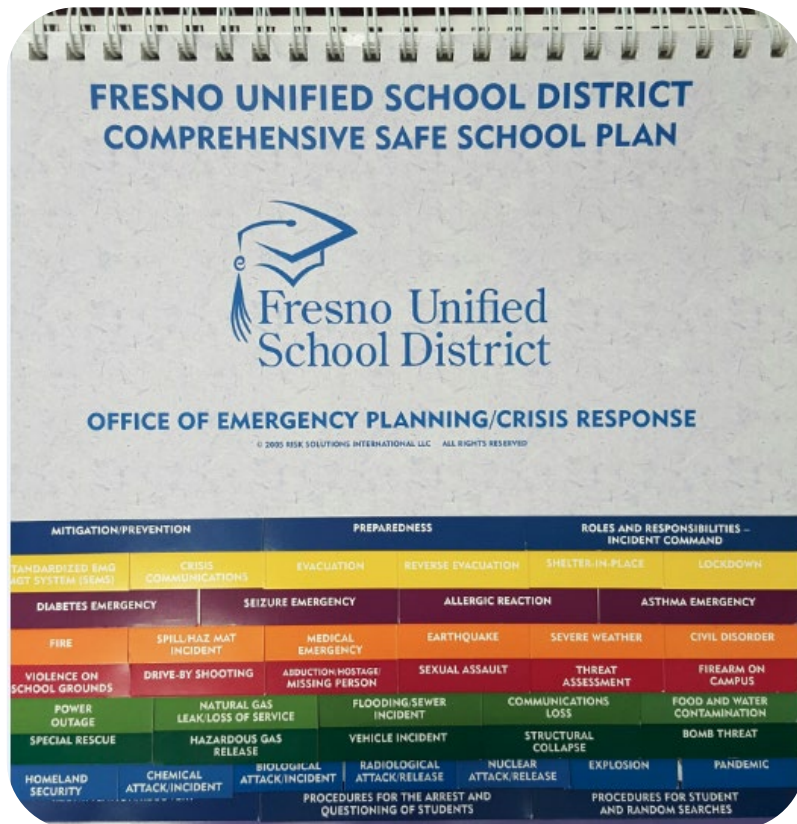 FRESNO UNIFIED SCHOOL DISTRICT
COMPREHENSIVE SAFE SCHOOL PLAN
Fresno Unified
School District
OFFICE OF EMERGENCY PLANNING/CRISIS RESPONSE
© 2005 RISK SOLUTIONS INTERNATIONAL LLC ALL RIGHTS RESERVED
MITIGATION/PREVENTION
PREPAREDNESS
ROLES AND RESPONSIBILITIES –
INCIDENT COMMAND
TANDARDIZED EMG
MGT SYSTEM (SEMS)
CRISIS
COMMUNICATIONS
EVACUATION
REVERSE EVACUATION
SHELTER-IN-PLACE
LOCKDOWN
DIABETES EMERGENCY
SEIZURE EMERGENCY
ALLERGIC REACTION
ASTHMA EMERGENCY
FIRE
SPILL/HAZ MAT
INCIDENT
MEDICAL
EMERGENCY
EARTHQUAKE
SEVERE WEATHER
CIVIL DISORDER
VIOLENCE ON
SCHOOL GROUNDS
DRIVE-BY SHOOTING
ABDUCTION/HOSTAGE/
MISSING PERSON
SEXUAL ASSAULT
THREAT
ASSESSMENT
FIREARM ON
CAMPUS
POWER
OUTAGE
NATURAL GAS
LEAK/LOSS OF SERVICE
FLOODING/SEWER
INCIDENT
COMMUNICATIONS
LOSS
FOOD AND WATER
CONTAMINATION
SPECIAL RESCUE
HAZARDOUS GAS
RELEASE
VEHICLE INCIDENT
STRUCTURAL
COLLAPSE
BOMB THREAT
HOMELAND
SECURITY
CHEMICAL
ATTACK/INCIDENT
BIOLOGICAL
ATTACK/INCIDENT
RADIOLOGICAL
ATTACK/RELEASE
NUCLEAR
ATTACK/RELEASE
EXPLOSION
PANDEMIC
PROCEDURES FOR THE ARREST AND
QUESTIONING OF STUDENTS
PROCEDURES FOR STUDENT
AND RANDOM SEARCHES